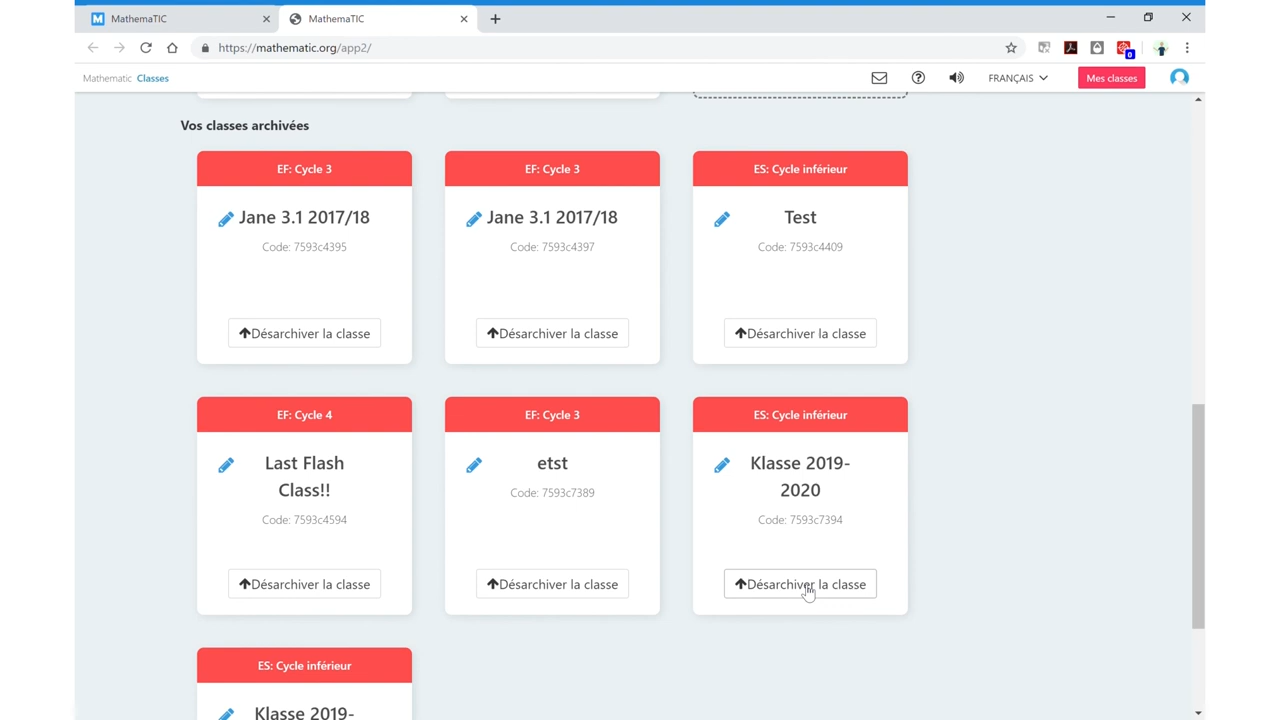 MathemaTIC
MathemaTIC
https://mathematic.org/app2/
0
Mathematic Classes
FRANÇAIS
Mes classes
Vos classes archivées
EF: Cycle 3
Jane 3.1 2017/18
Code: 7593c4395
Désarchiver la classe
EF: Cycle 3
Jane 3.1 2017/18
Code: 7593c4397
Désarchiver la classe
ES: Cycle inférieur
Test
Code: 7593c4409
Désarchiver la classe
EF: Cycle 4
Last Flash
Class!!
Code: 7593c4594
Désarchiver la classe
EF: Cycle 3
etst
Code: 7593c7389
Désarchiver la classe
ES: Cycle inférieur
Klasse 2019-
2020
Code: 7593c7394
Désarchiver la classe
ES: Cycle inférieur
Klasse 2019-